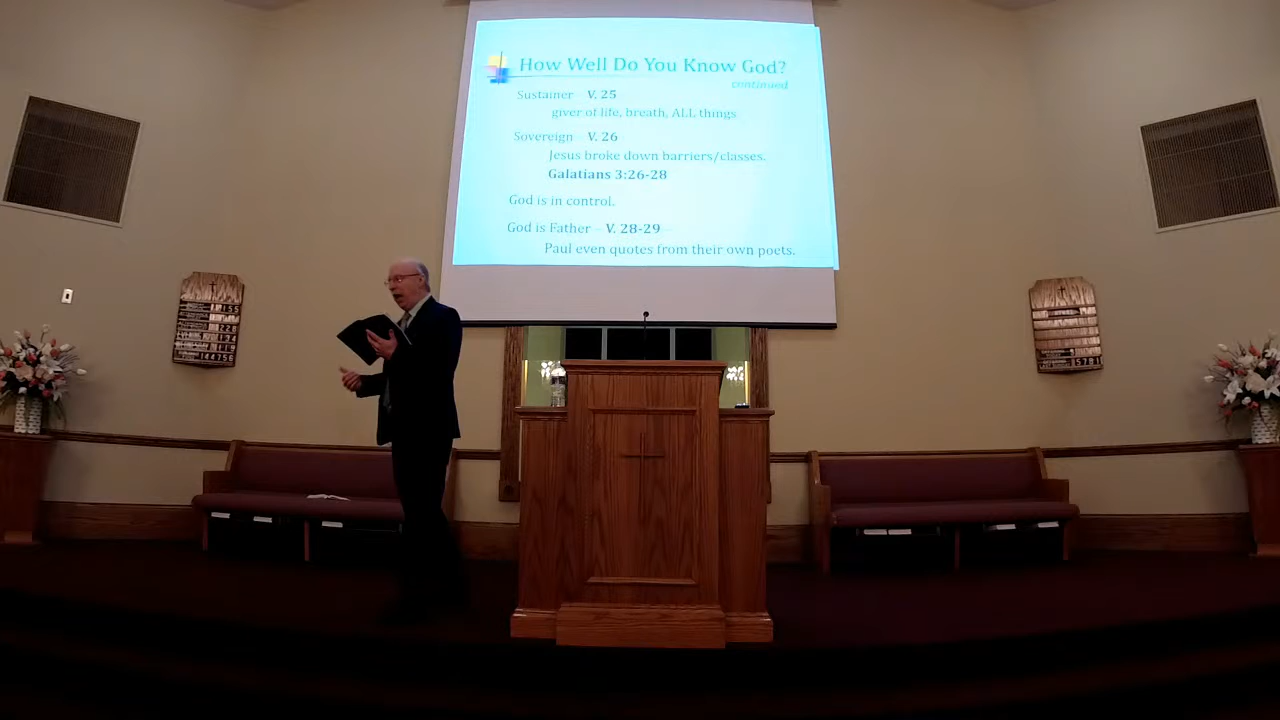 How Well Do You Know God?
continued
Sustainer – V. 25
giver of life, breath, ALL things
Sovereign – V. 26
Jesus broke down barriers/classes.
Galatians 3:26-28
God is in control.
God is Father – V. 28-29 –
Paul even quotes from their own poets.